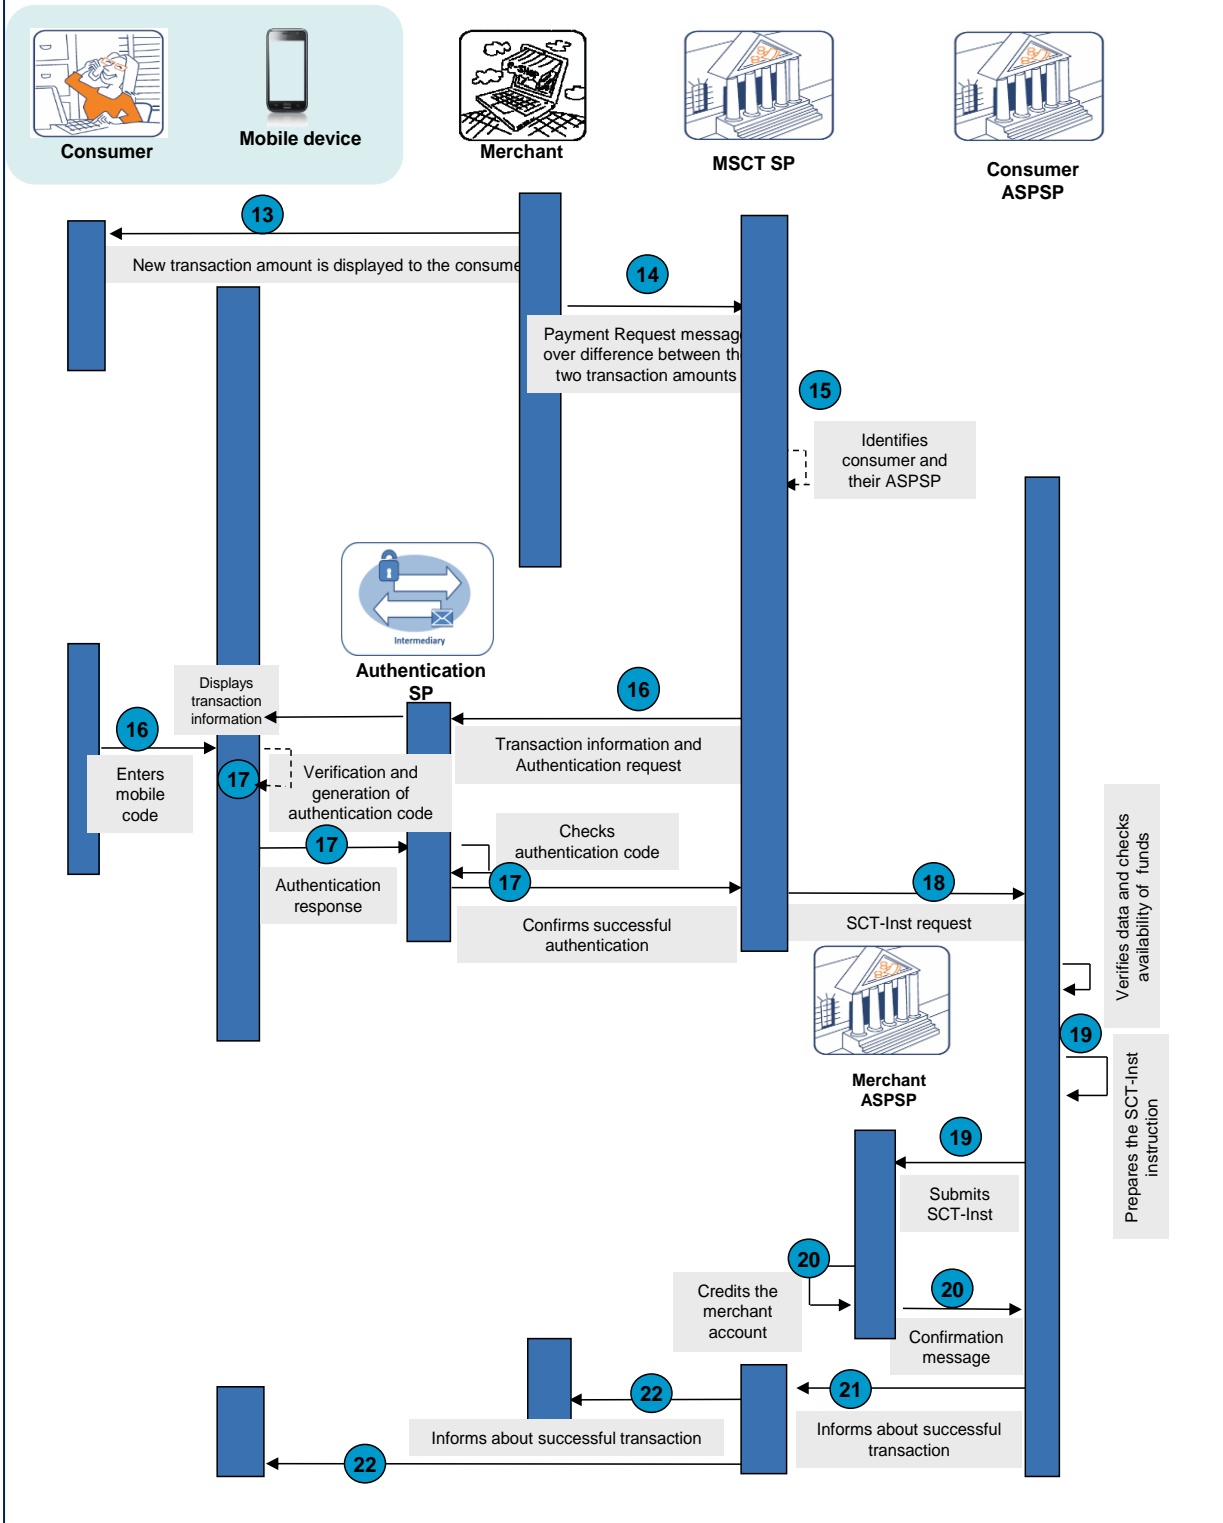 Consumer
Mobile device
Merchant
MSCT SP
Consumer
ASPSP
13
New transaction amount is displayed to the consume
14
Payment Request messag
over difference between th
two transaction amounts
15
Identifies
consumer and
their ASPSP
Intermediary
Authentication
SP
Displays
transaction
information
16
Transaction information and
Authentication request
16
Enters
mobile
code
17
Verification and
generation of
authentication code
17
Authentication
response
Checks
authentication code
17
Confirms successful
authentication
18
SCT-Inst request
Verifies data and checks
availability of funds
19
Prepares the SCT-Inst
instruction
Merchant
ASPSP
19
Submits
SCT-Inst
20
Credits the
merchant
account
20
Confirmation
message
21
Informs about successful
transaction
22
Informs about successful transaction
22